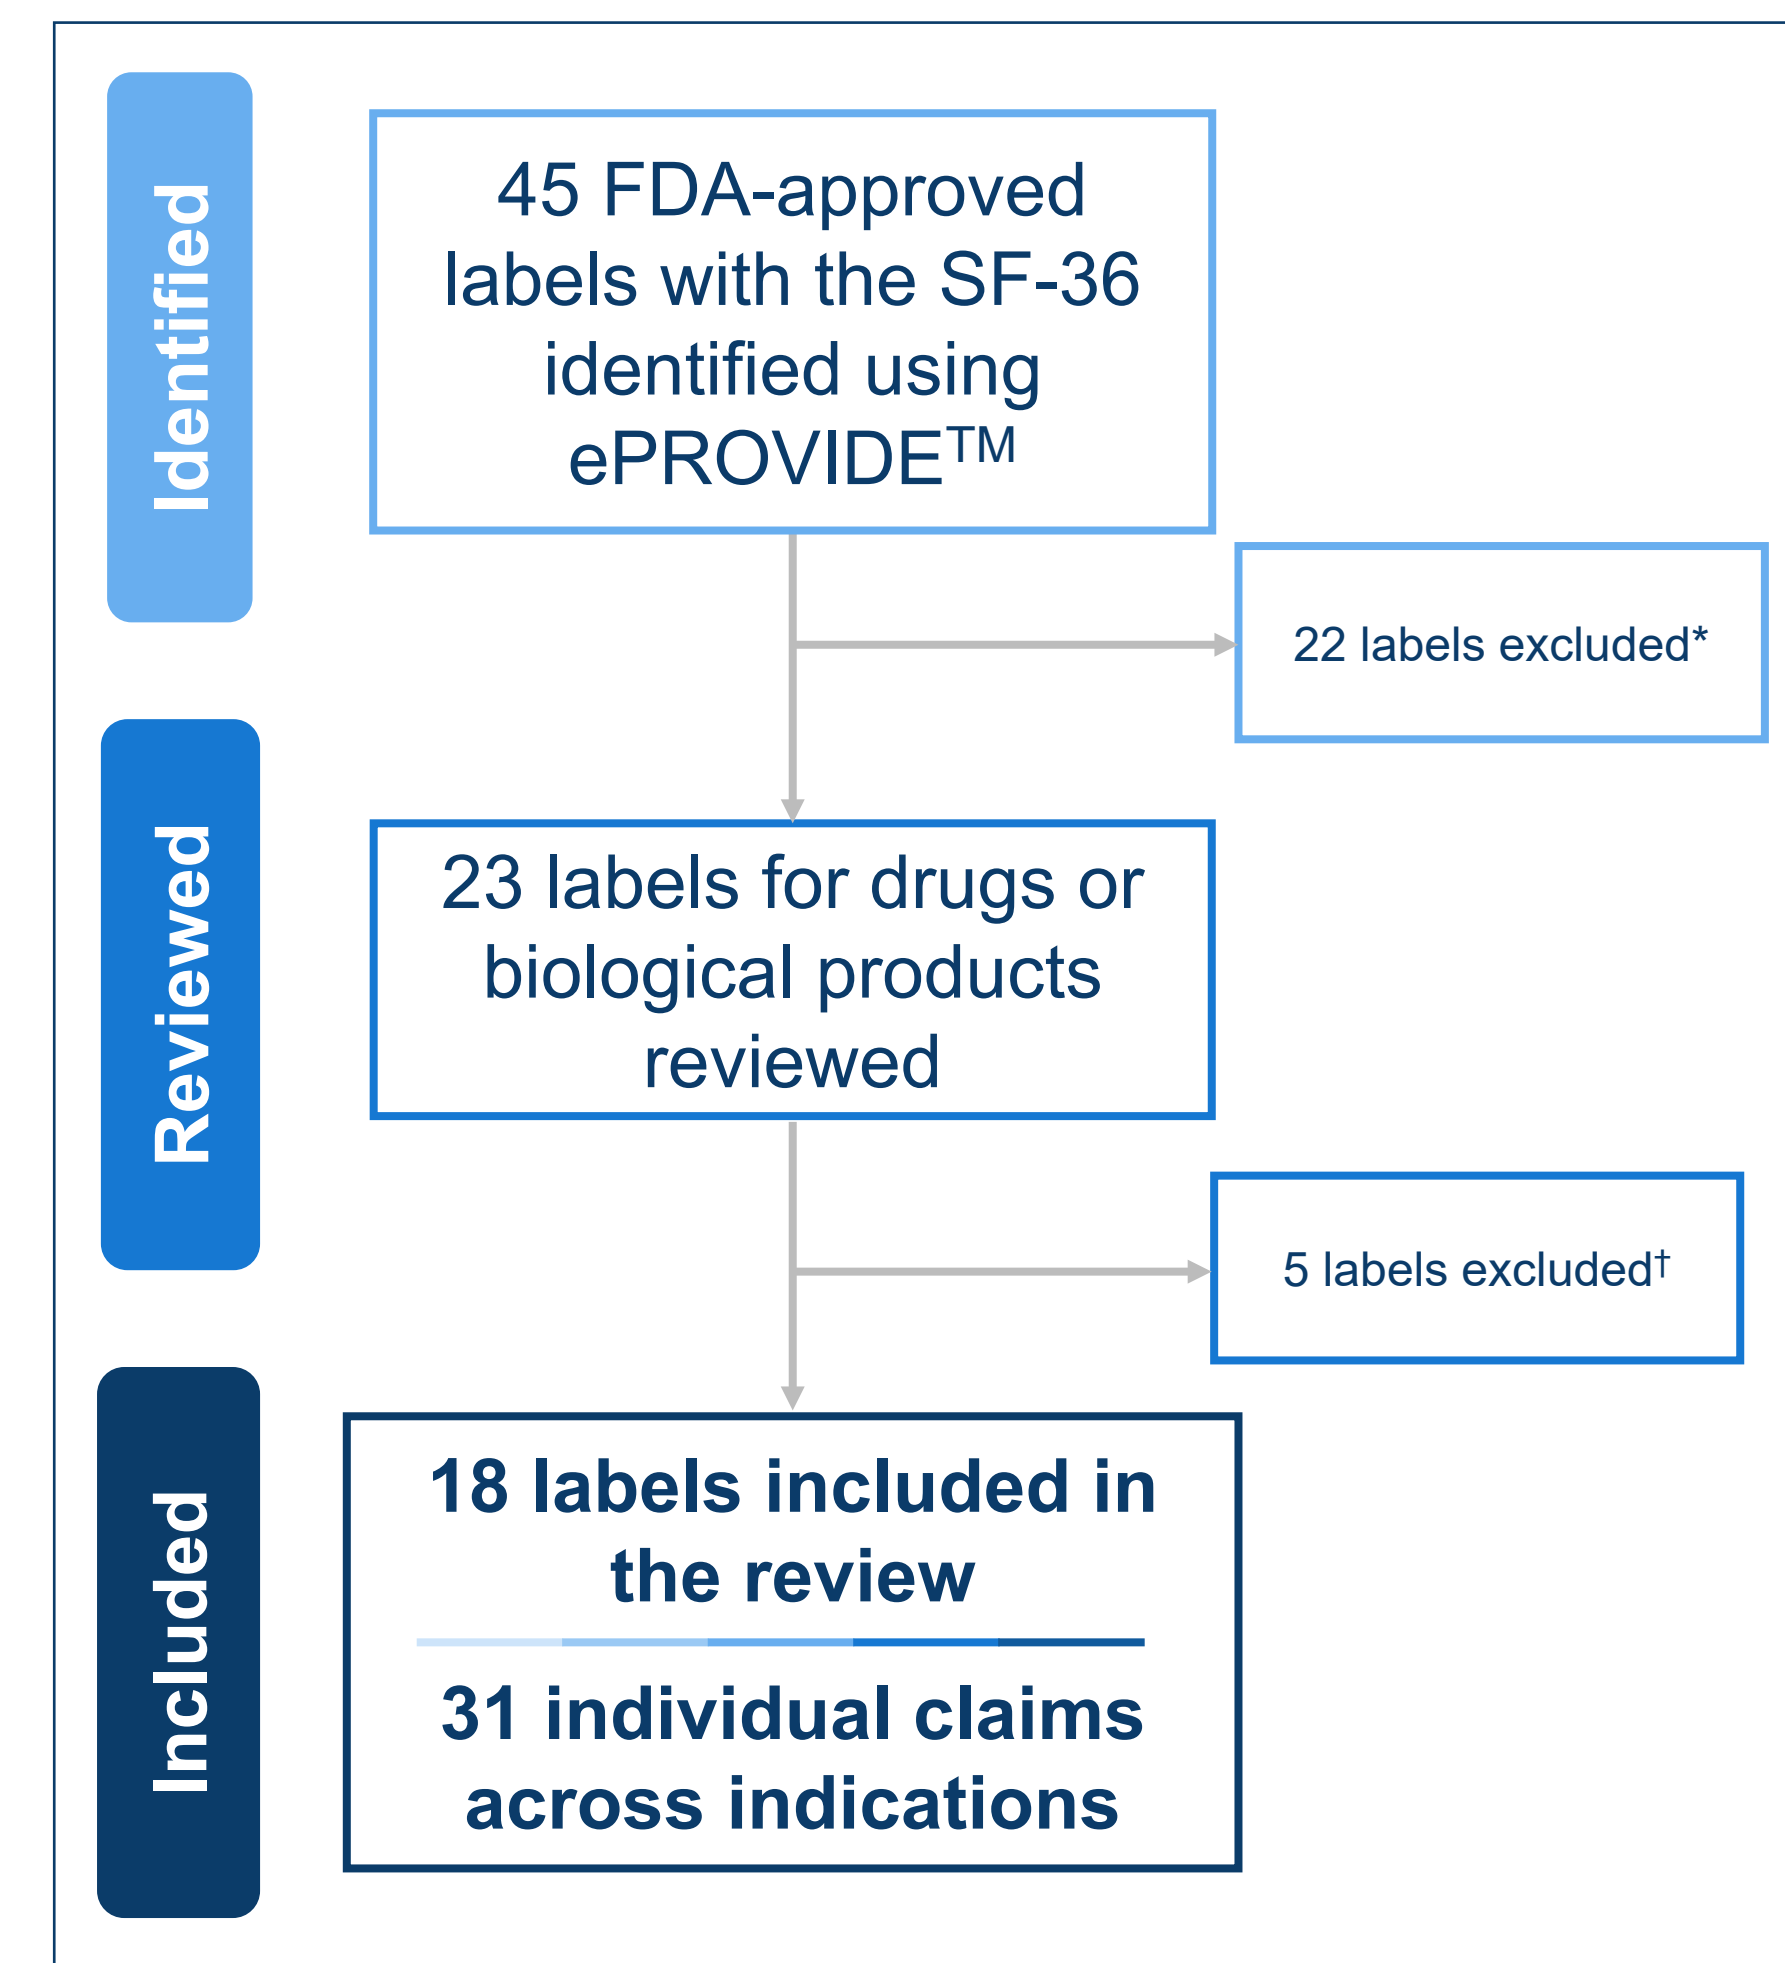 Identified
45 FDA-approved
labels with the SF-36
identified using
ePROVIDE™
22 labels excluded*
Reviewed
23 labels for drugs or
biological products
reviewed
5 labels excluded†
Included
18 labels included in
the review
31 individual claims
across indications